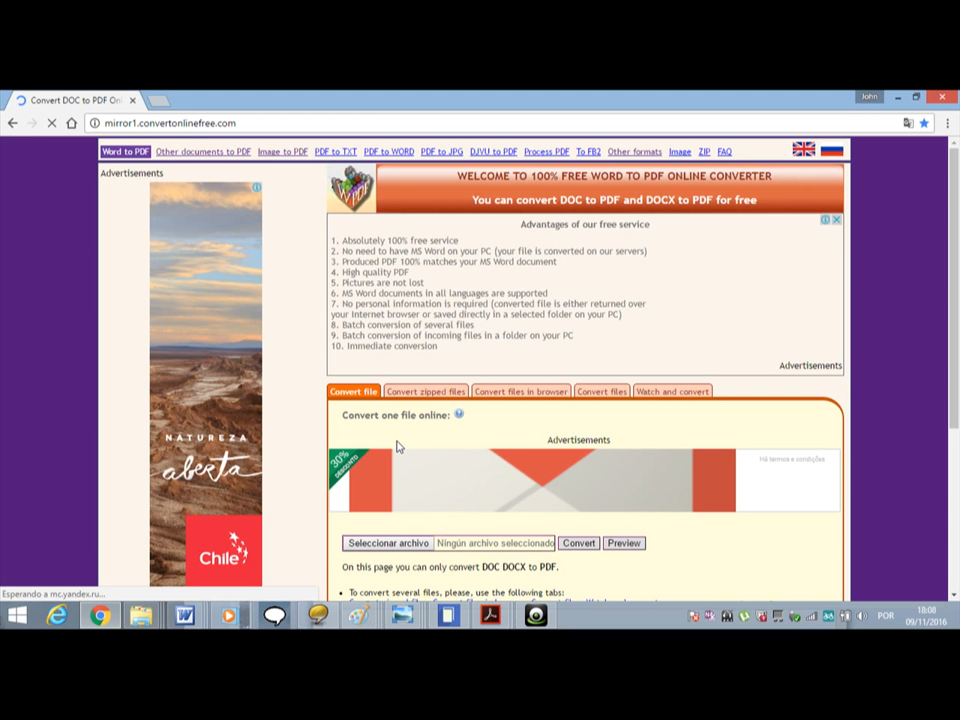 Convert DOC to PDF Onl
John
mirror1.convertonlinefree.com
Word to PDF Other documents to PDF Image to PDF PDF to TXT PDF to WORD PDF to JPG DJVU to PDF Process PDF To FB2 Other formats Image ZIP FAQ
Advertisements
WPDF
WELCOME TO 100% FREE WORD TO PDF ONLINE CONVERTER
You can convert DOC to PDF and DOCX to PDF for free
Advantages of our free service
1. Absolutely 100% free service
2. No need to have MS Word on your PC (your file is converted on our servers)
3. Produced PDF 100% matches your MS Word document
4. High quality PDF
5. Pictures are not lost
6. MS Word documents in all languages are supported
7. No personal information is required (converted file is either returned over
your Internet browser or saved directly in a selected folder on your PC)
8. Batch conversion of several files
9. Batch conversion of incoming files in a folder on your PC
10. Immediate conversion
Advertisements
Convert file Convert zipped files Convert files in browser Convert files Watch and convert
Convert one file online:
Advertisements
30%
DESCONTO
Há termos e condições
NATUREZA
aberta
Chile
Seleccionar archivo Ningún archivo seleccionado Convert Preview
On this page you can only convert DOC DOCX to PDF.
• To convert several files, please, use the following tabs:
Esperando a mc.yandex.ru...
POR
18:08
09/11/2016